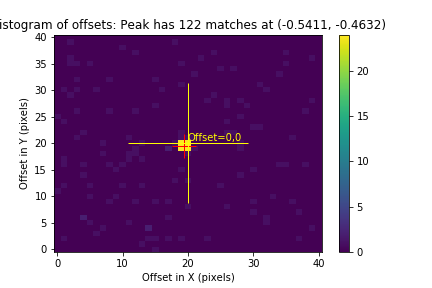 istogram of offsets: Peak has 122 matches at (-0.5411, -0.4632)
40
35
30
25
20
15
10
5
0
Offset in Y (pixels)
Offset=0,0
0 10 20 30 40
Offset in X (pixels)
20
15
10
5
0